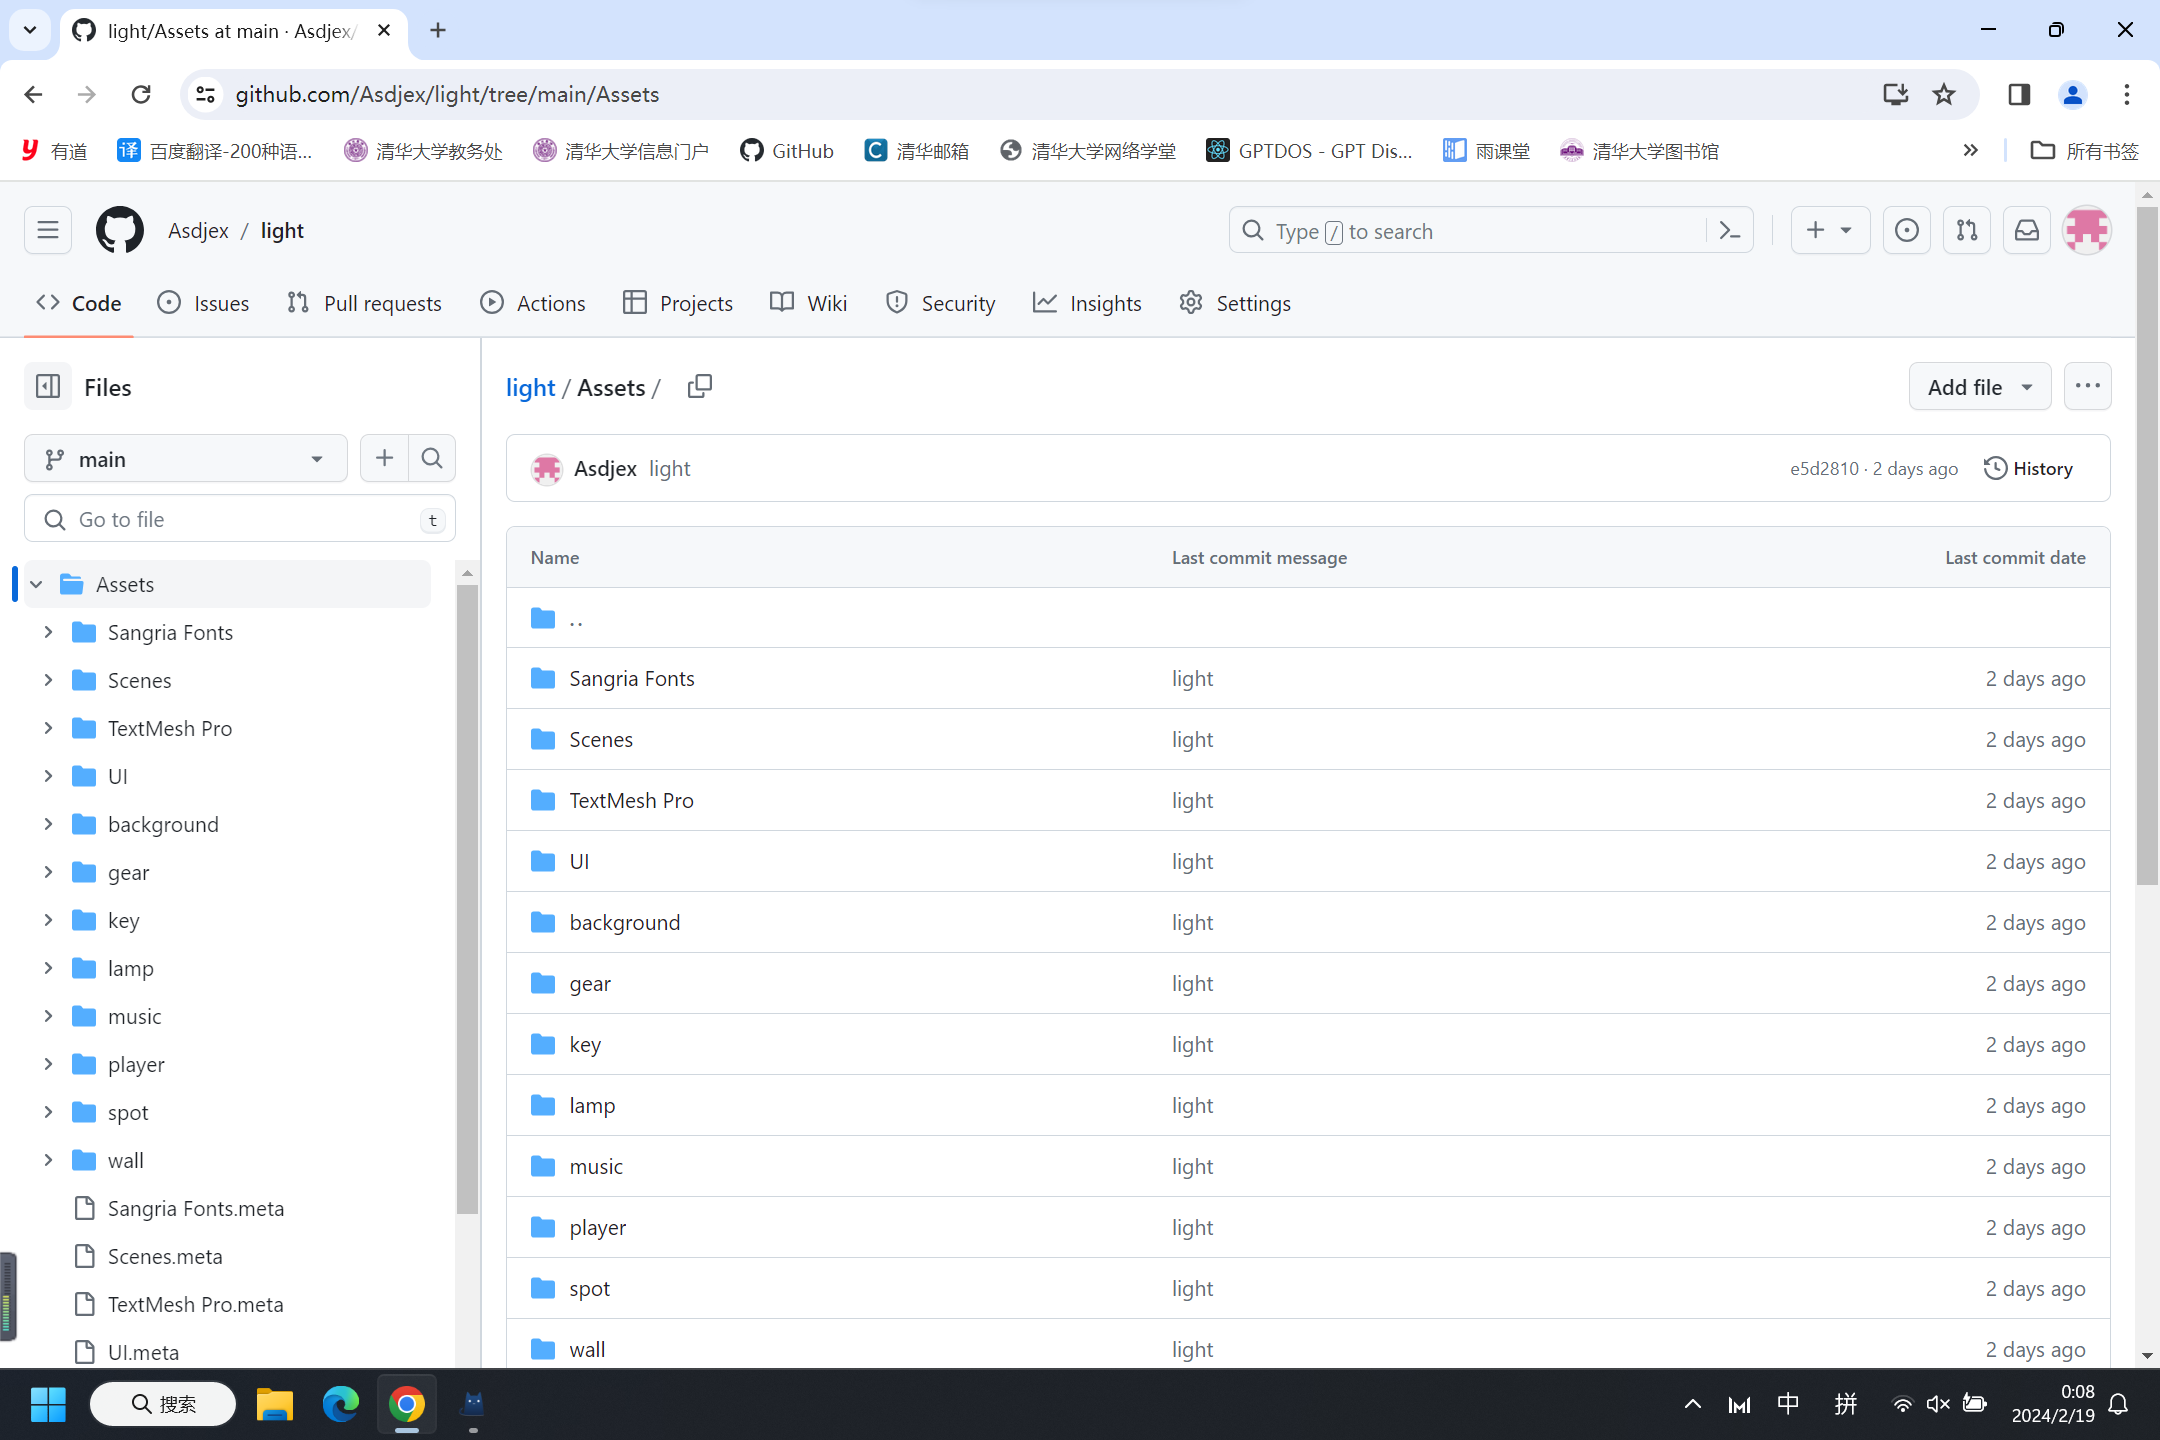 light/Assets at main · Asdjex/
github.com/Asdjex/light/tree/main/Assets
有道
百度翻译-200种语...
清华大学教务处
清华大学信息门户
GitHub
清华邮箱
清华大学网络学堂
GPTDOS - GPT Dis...
雨课堂
清华大学图书馆
所有书签
Asdjex / light
Type / to search
Code
Issues
Pull requests
Actions
Projects
Wiki
Security
Insights
Settings
Files
main
Go to file
t
Assets
Sangria Fonts
Scenes
TextMesh Pro
UI
background
gear
key
lamp
music
player
spot
wall
Sangria Fonts.meta
Scenes.meta
TextMesh Pro.meta
UI.meta
light / Assets /
Add file
Asdjex light
e5d2810 · 2 days ago
History
Name Last commit message Last commit date
..
Sangria Fonts light 2 days ago
Scenes light 2 days ago
TextMesh Pro light 2 days ago
UI light 2 days ago
background light 2 days ago
gear light 2 days ago
key light 2 days ago
lamp light 2 days ago
music light 2 days ago
player light 2 days ago
spot light 2 days ago
wall light 2 days ago
搜索
中
拼
0:08
2024/2/19